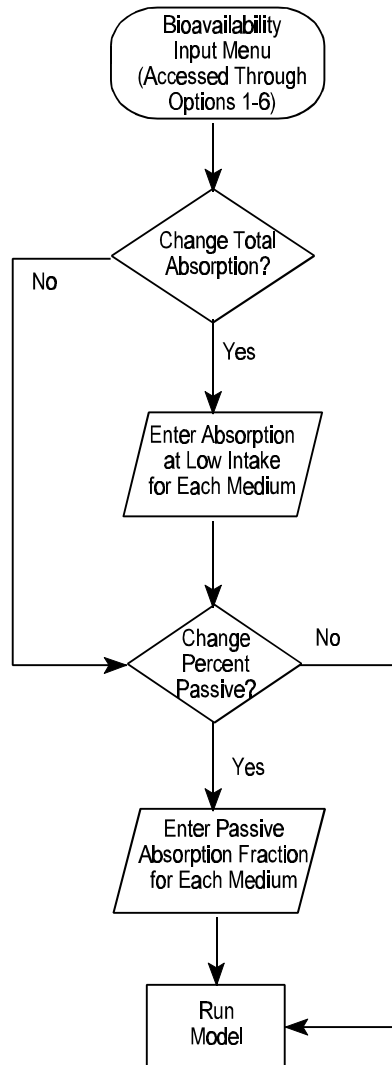 Bioavailability
Input Menu
(Accessed Through
Options 1-6)
Change Total
Absorption?
No
Yes
Enter Absorption
at Low Intake
for Each Medium
Change
Percent
Passive?
No
Yes
Enter Passive
Absorption Fraction
for Each Medium
Run
Model